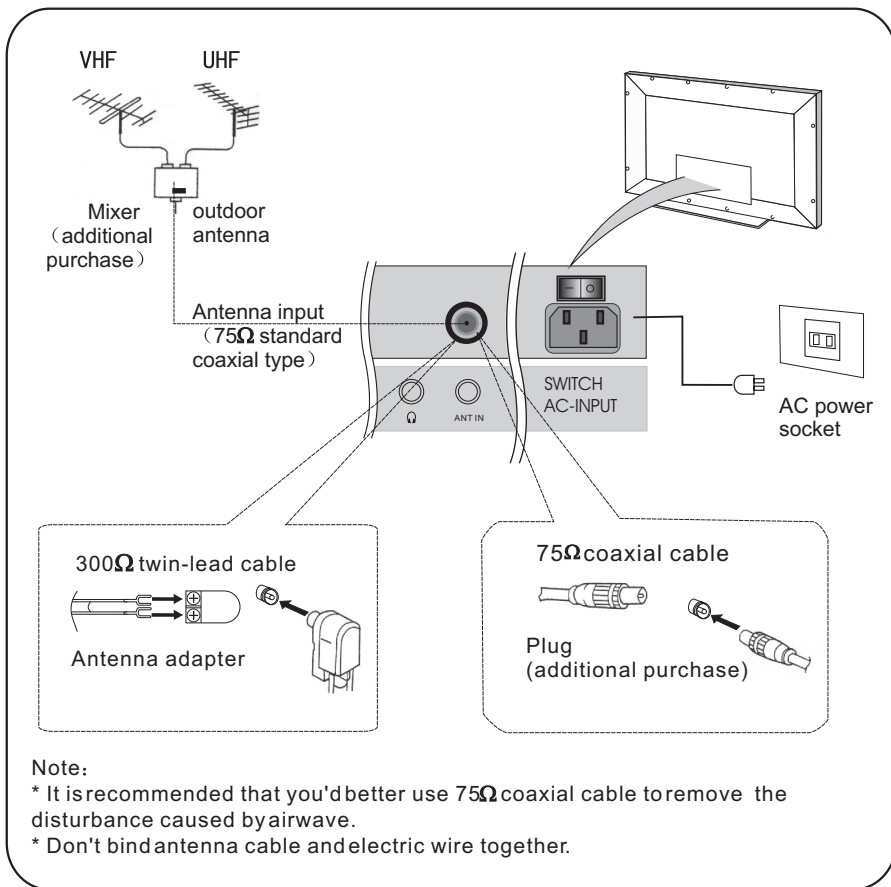 VHF UHF
Mixer
（additional
purchase）
outdoor
antenna
Antenna input
（75Ω standard
coaxial type）
ANT IN
SWITCH
AC-INPUT
AC power
socket
300Ω twin-lead cable
Antenna adapter
75Ω coaxial cable
Plug
(additional purchase)
Note:
* It is recommended that you'd better use 75Ω coaxial cable to remove the
disturbance caused by airwave.
* Don't bind antenna cable and electric wire together.